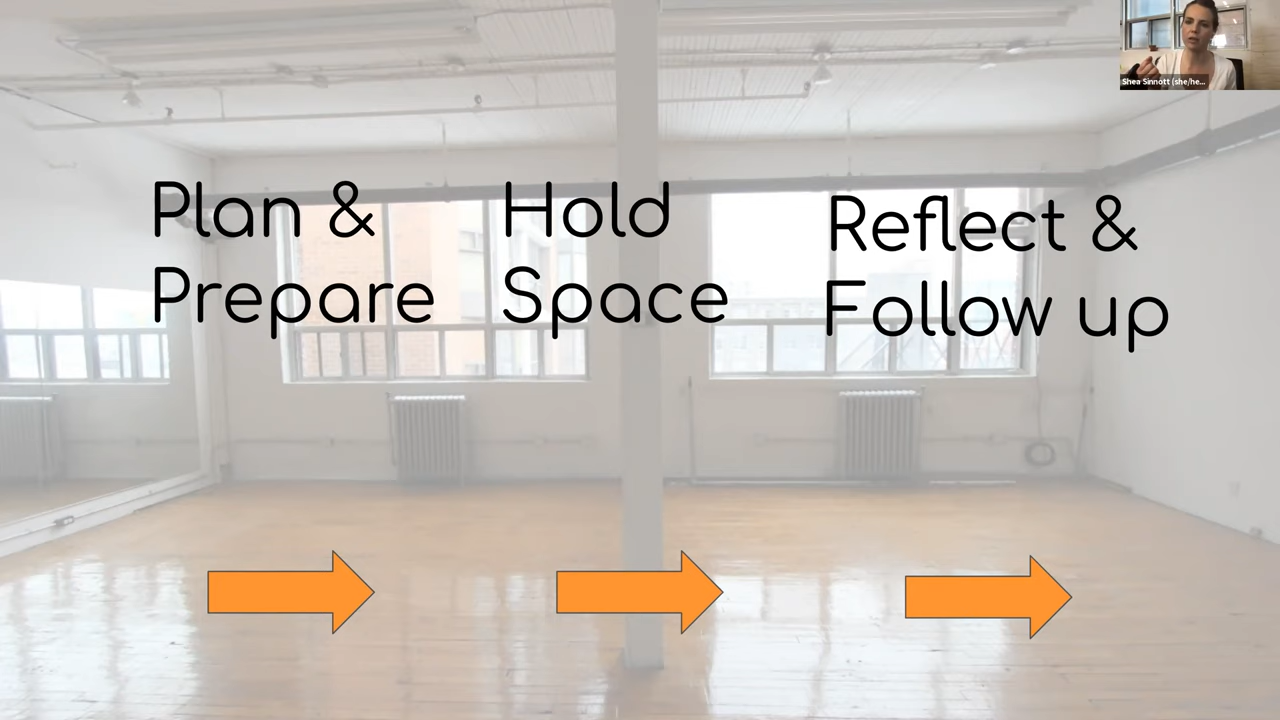 Plan &
Prepare
Hold
Space
Reflect &
Follow up
Shea Sinnott (she/he...